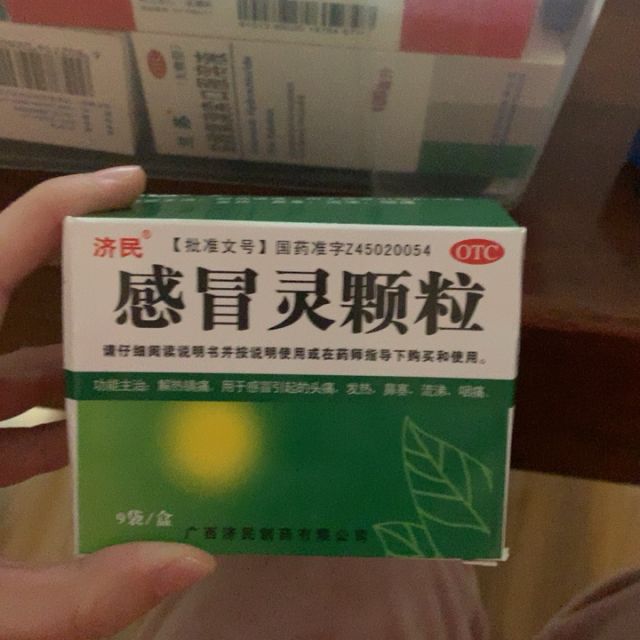 济民®
【批准文号】国药准字Z45020054
OTC
感冒灵颗粒
请仔细阅读说明书并按说明使用或在药师指导下购买和使用。
功能主治：解热镇痛。用于感冒引起的头痛，发热，鼻塞，流涕，咽痛。
9袋/盒
广西济民制药有限公司